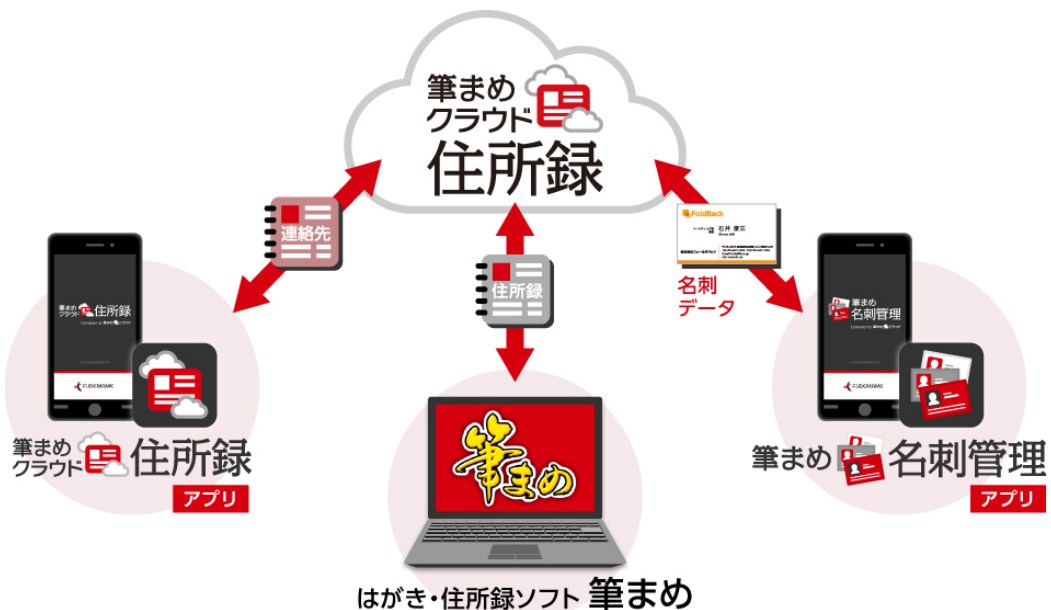 筆まめ
クラウド
住所録
連絡先
住所録
FoldBack
石井 俊三
名刺
データ
筆まめ
クラウド 住所録
FUDEMAME
筆まめ
名刺管理
FUDEMAME
筆まめ
クラウド 住所録
アプリ
筆まめ
筆まめ 名刺管理
アプリ
はがき・住所録ソフト 筆まめ